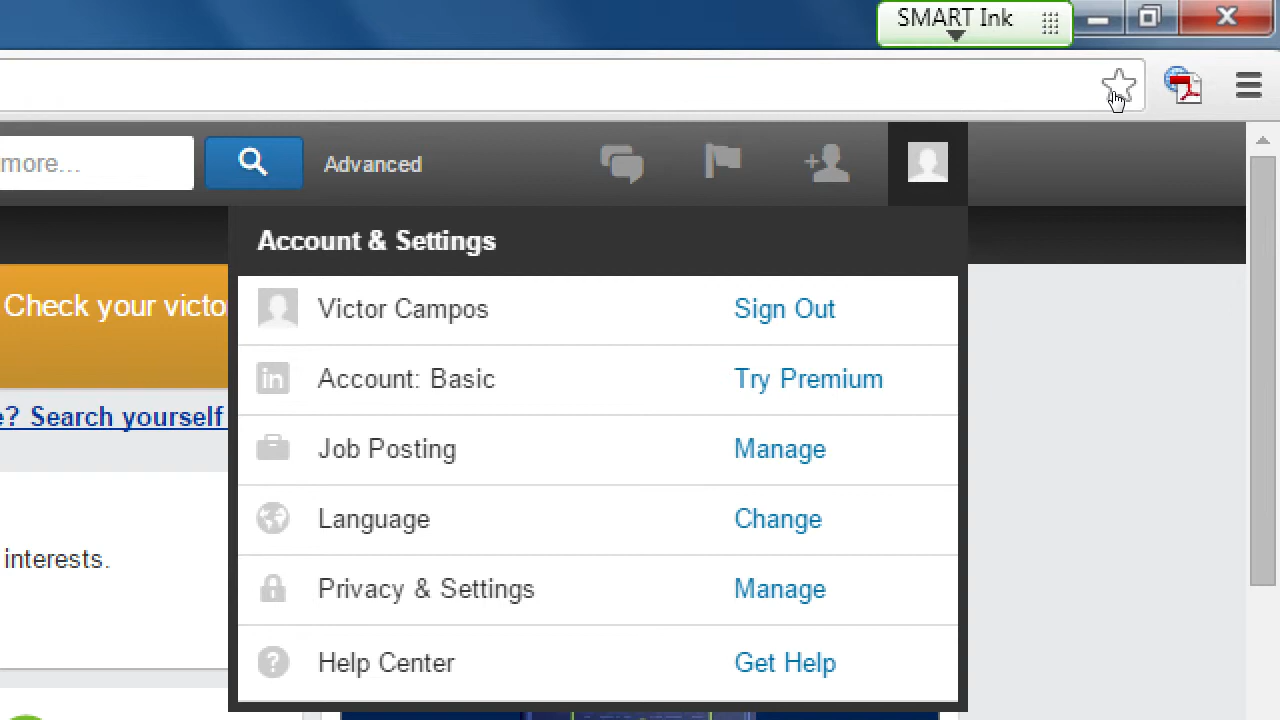 SMART Ink
more...
Advanced
Account & Settings
Check your victo
Victor Campos Sign Out
in Account: Basic Try Premium
e? Search yourself
Job Posting Manage
Language Change
interests.
Privacy & Settings Manage
? Help Center Get Help